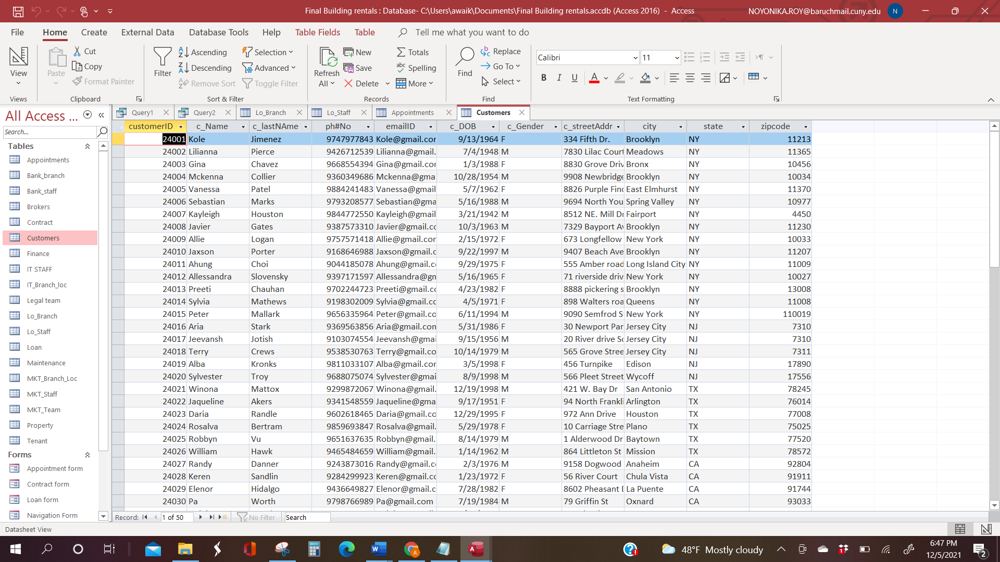 Final Building rentals : Database- C:\Users\awaik\Documents\Final Building rentals.accdb (Access 2016) - Access
NOYONIKA.ROY@baruchmail.cuny.edu
N
File Home Create External Data Database Tools Help Table Fields Table Tell me what you want to do
View
Views
Paste
Cut
Copy
Format Painter
Clipboard
Filter
Ascending
Descending
Remove Sort
Selection
Advanced
Toggle Filter
Sort & Filter
Refresh All
New
Save
Delete
Totals
Spelling
More
Records
Find
Replace
Go To
Select
Find
Calibri 11
B I U A
Text Formatting
All Access ...
Search...
Tables
Appointments
Bank_branch
Bank_staff
Brokers
Contract
Customers
Finance
IT STAFF
IT_Branch_loc
Legal team
Lo_Branch
Lo_Staff
Loan
Maintenance
MKT_Branch_Loc
MKT_Staff
MKT_Team
Property
Tenant
Forms
Appointment form
Contract form
Loan form
Navigation Form
Query1 Query2 Lo_Branch Lo_Staff Appointments Customers
customerID c_Name c_lastNAme ph#No emailID c_DOB c_Gender c_streetAddr city state zipcode
24001 Kole Jimenez 9747977843 Kole@gmail.cor 9/13/1964 F 334 Fifth Dr. Brooklyn NY 11213
24002 Lilianna Pierce 9426712539 Lilianna@gmail. 7/4/1948 M 7830 Lilac Court Meadows NY 11365
24003 Gina Chavez 9668554394 Gina@gmail.cor 1/3/1988 F 8830 Grove Driv Bronx NY 10456
24004 Mckenna Collier 9360349686 Mckenna@gma 10/28/1954 M 9908 Newbridge Brooklyn NY 10034
24005 Vanessa Patel 9884241483 Vanessa@gmail 5/7/1962 F 8826 Purple Finc East Elmhurst NY 11370
24006 Sebastian Marks 9793208577 Sebastian@gma 5/16/1988 M 9694 North You Spring Valley NY 10977
24007 Kayleigh Houston 9844772550 Kayleigh@gmail 3/21/1942 M 8512 NE. Mill Dr Fairport NY 4450
24008 Javier Gates 9387573310 Javier@gmail.cc 10/3/1963 M 7329 Bayport Av Brooklyn NY 11230
24009 Allie Logan 9757571418 Allie@gmail.cor 2/15/1972 F 673 Longfellow New York NY 10033
24010 Jaxson Porter 9168646988 Jaxson@gmail.c 9/22/1997 M 9407 Beach Ave Brooklyn NY 11207
24011 Ahung Choi 9044185078 Ahung@gmail.c 9/29/1975 F 555 Amber road Long Island City NY 11009
24012 Allessandra Slovensky 9397171597 Allessandra@gn 5/16/1965 F 71 riverside driv New York NY 10027
24013 Preeti Chauhan 9702244723 Preeti@gmail.cc 4/23/1982 F 8888 pickering s Brooklyn NY 13008
24014 Sylvia Mathews 9198302009 Sylvia@gmail.cc 4/5/1971 F 898 Walters roa Queens NY 11008
24015 Peter Mallark 9656335964 Peter@gmail.co 6/11/1994 M 9090 Semfrod S New York NY 110019
24016 Aria Stark 9369563856 Aria@gmail.con 5/31/1986 F 30 Newport Par Jersey City NJ 7310
24017 Jeevansh Jotish 9103074554 Jeevansh@gmai 9/15/1956 M 20 River drive Sc Jersey City NJ 7310
24018 Terry Crews 9538530763 Terry@gmail.co 10/14/1979 M 565 Grove Stree Jersey City NJ 7311
24019 Alba Kronks 9811033107 Alba@gmail.cor 3/5/1998 F 456 Turnpike Edison NJ 17890
24020 Sylvester Troy 9688075074 Sylvester@gmai 8/9/1998 M 566 Pleet Street Wycoff NJ 17556
24021 Winona Mattox 9299872067 Winona@gmail. 12/19/1998 M 421 W. Bay Dr San Antonio TX 78245
24022 Jaqueline Akers 9341548559 Jaqueline@gma 9/17/1951 F 94 North Frankli Arlington TX 76014
24023 Daria Randle 9602618465 Daria@gmail.co 12/29/1995 F 972 Ann Drive Houston TX 77008
24024 Rosalva Bertram 9859693847 Rosalva@gmail. 5/29/1978 F 10 Carriage Stre Plano TX 75025
24025 Robbyn Vu 9651637635 Robbyn@gmail. 8/14/1979 M 1 Alderwood Dr Baytown TX 77520
24026 William Hawk 9465484659 William@gmail. 1/14/1962 M 864 Littleton St Mission TX 78572
24027 Randy Danner 9243873016 Randy@gmail.cc 2/3/1976 M 9158 Dogwood Anaheim CA 92804
24028 Keren Sandlin 9284299923 Keren@gmail.cc 1/23/1972 F 56 River Court Chula Vista CA 91911
24029 Elenor Hidalgo 9436649827 Elenor@gmail.c 7/28/1982 F 8602 Pheasant D La Puente CA 91744
24030 Pa Worth 9798766989 Pa@gmail.com 7/19/1984 M 79 Griffin St Oxnard CA 93033
Record: 1 of 50 No Filter Search
Datasheet View
48°F Mostly cloudy
6:47 PM
12/5/2021
2